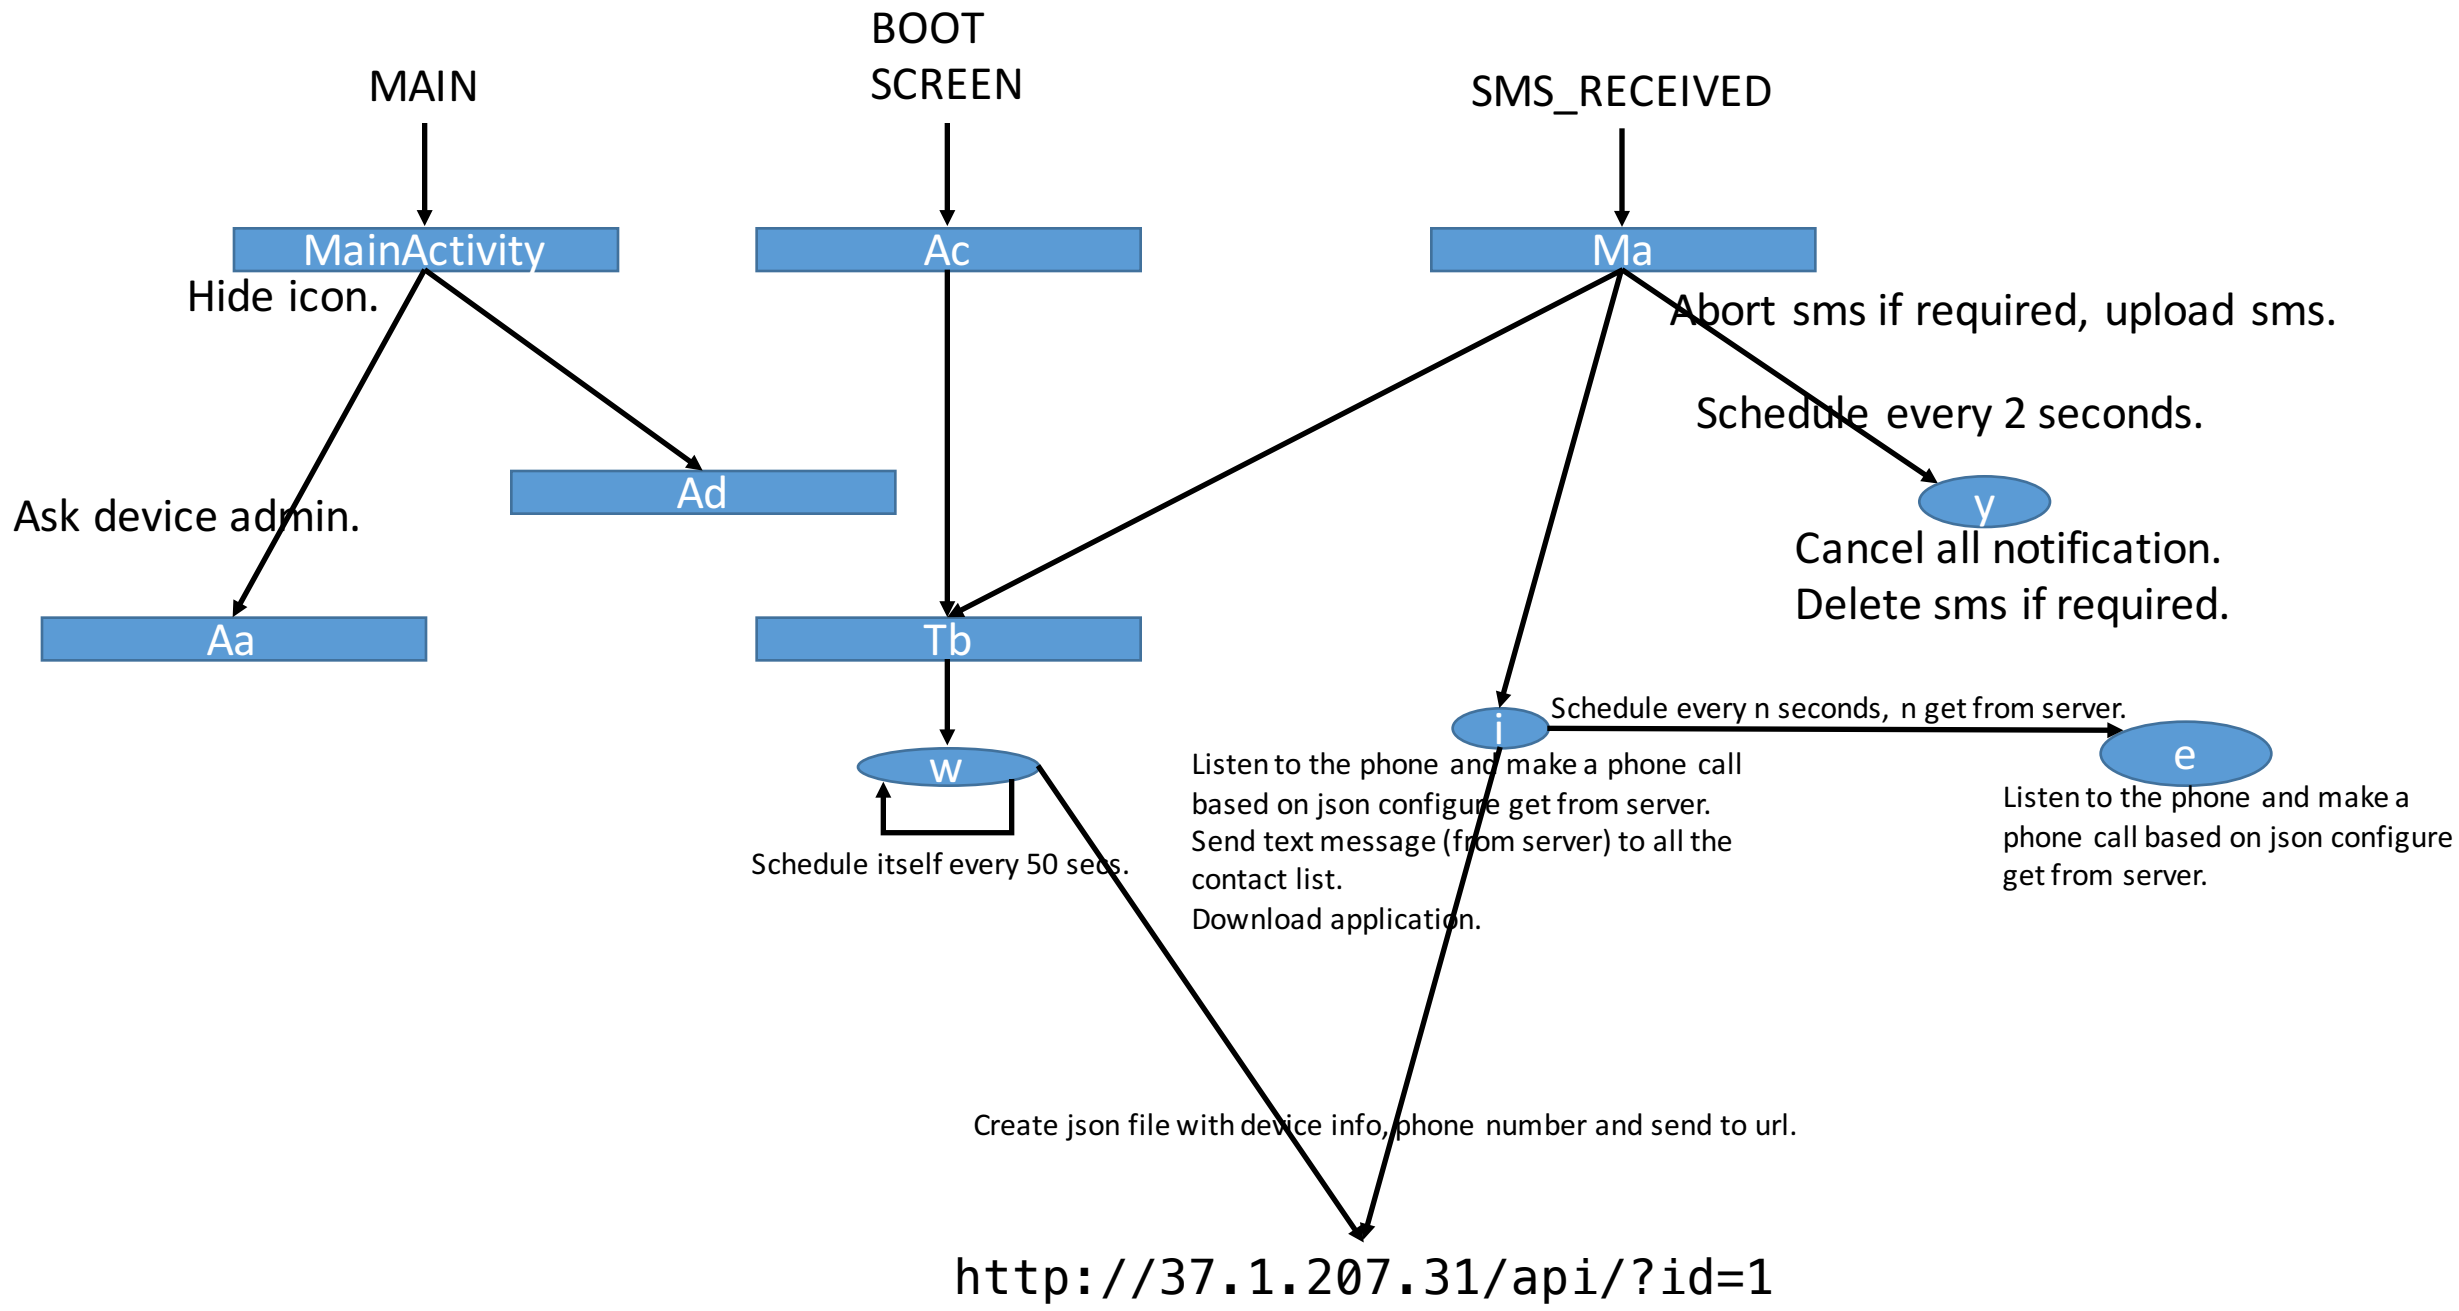 BOOT
SCREEN
MAIN
SMS_RECEIVED
MainActivity
Ac
Ma
Hide icon.
Abort sms if required, upload sms.
Schedule every 2 seconds.
Ad
y
Ask device admin.
Cancel all notification.
Delete sms if required.
Aa
Tb
Schedule every n seconds, n get from server.
i
e
w
Listen to the phone and make a phone call
based on json configure get from server.
Send text message (from server) to all the
contact list.
Download application.
Listen to the phone and make a
phone call based on json configure
get from server.
Schedule itself every 50 secs.
Create json file with device info, phone number and send to url.
http://37.1.207.31/api/?id=1